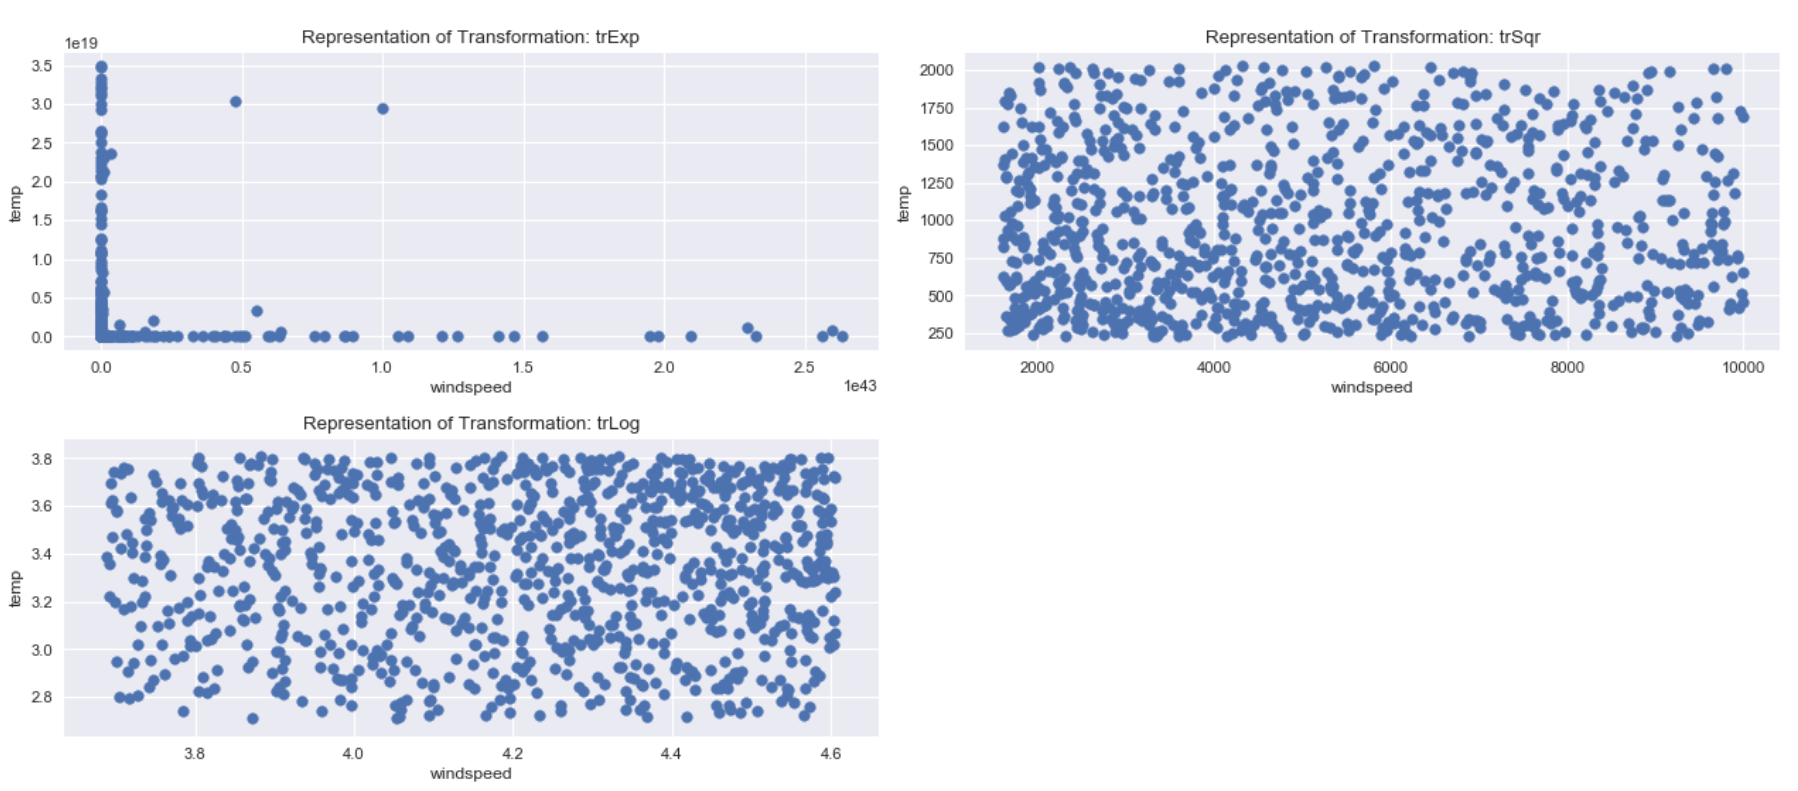 Representation of Transformation: trExp
1e19
3.5
3.0
2.5
2.0
1.5
1.0
0.5
0.0
temp
0.0 0.5 1.0 1.5 2.0 2.5
windspeed
1e43
Representation of Transformation: trSqr
2000
1750
1500
1250
1000
750
500
250
temp
2000 4000 6000 8000 10000
windspeed
Representation of Transformation: trLog
3.8
3.6
3.4
3.2
3.0
2.8
temp
3.8 4.0 4.2 4.4 4.6
windspeed